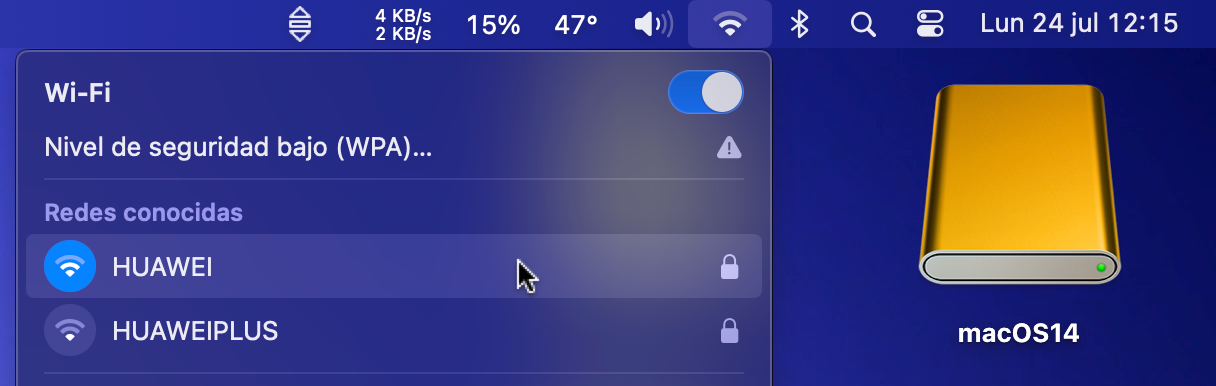 4 KB/s
2 KB/s
15%
47°
Lun 24 jul 12:15
Wi-Fi
Nivel de seguridad bajo (WPA)...
Redes conocidas
HUAWEI
HUAWEIPLUS
macOS14